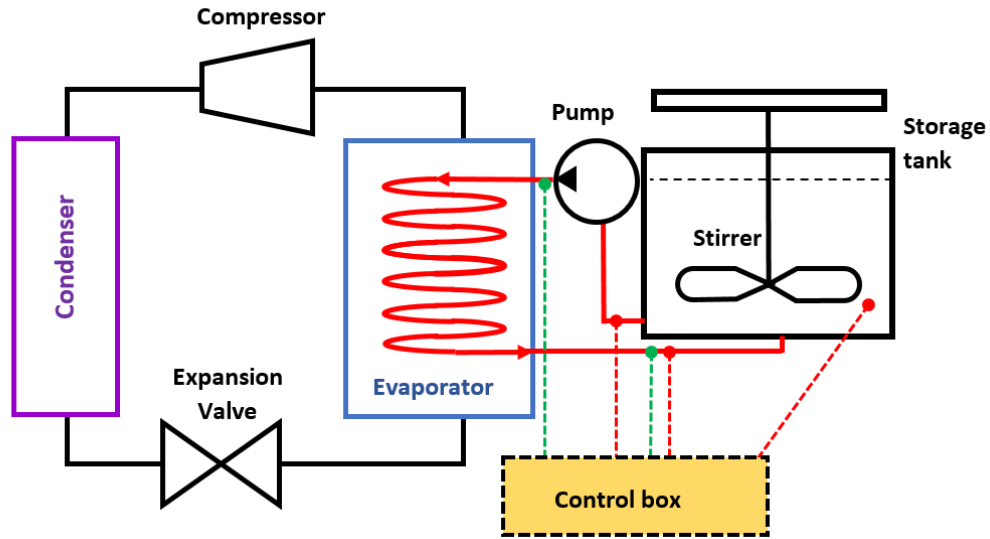 Compressor
Pump
Storage
tank
Condenser
Stirrer
Expansion
Valve
Evaporator
Control box